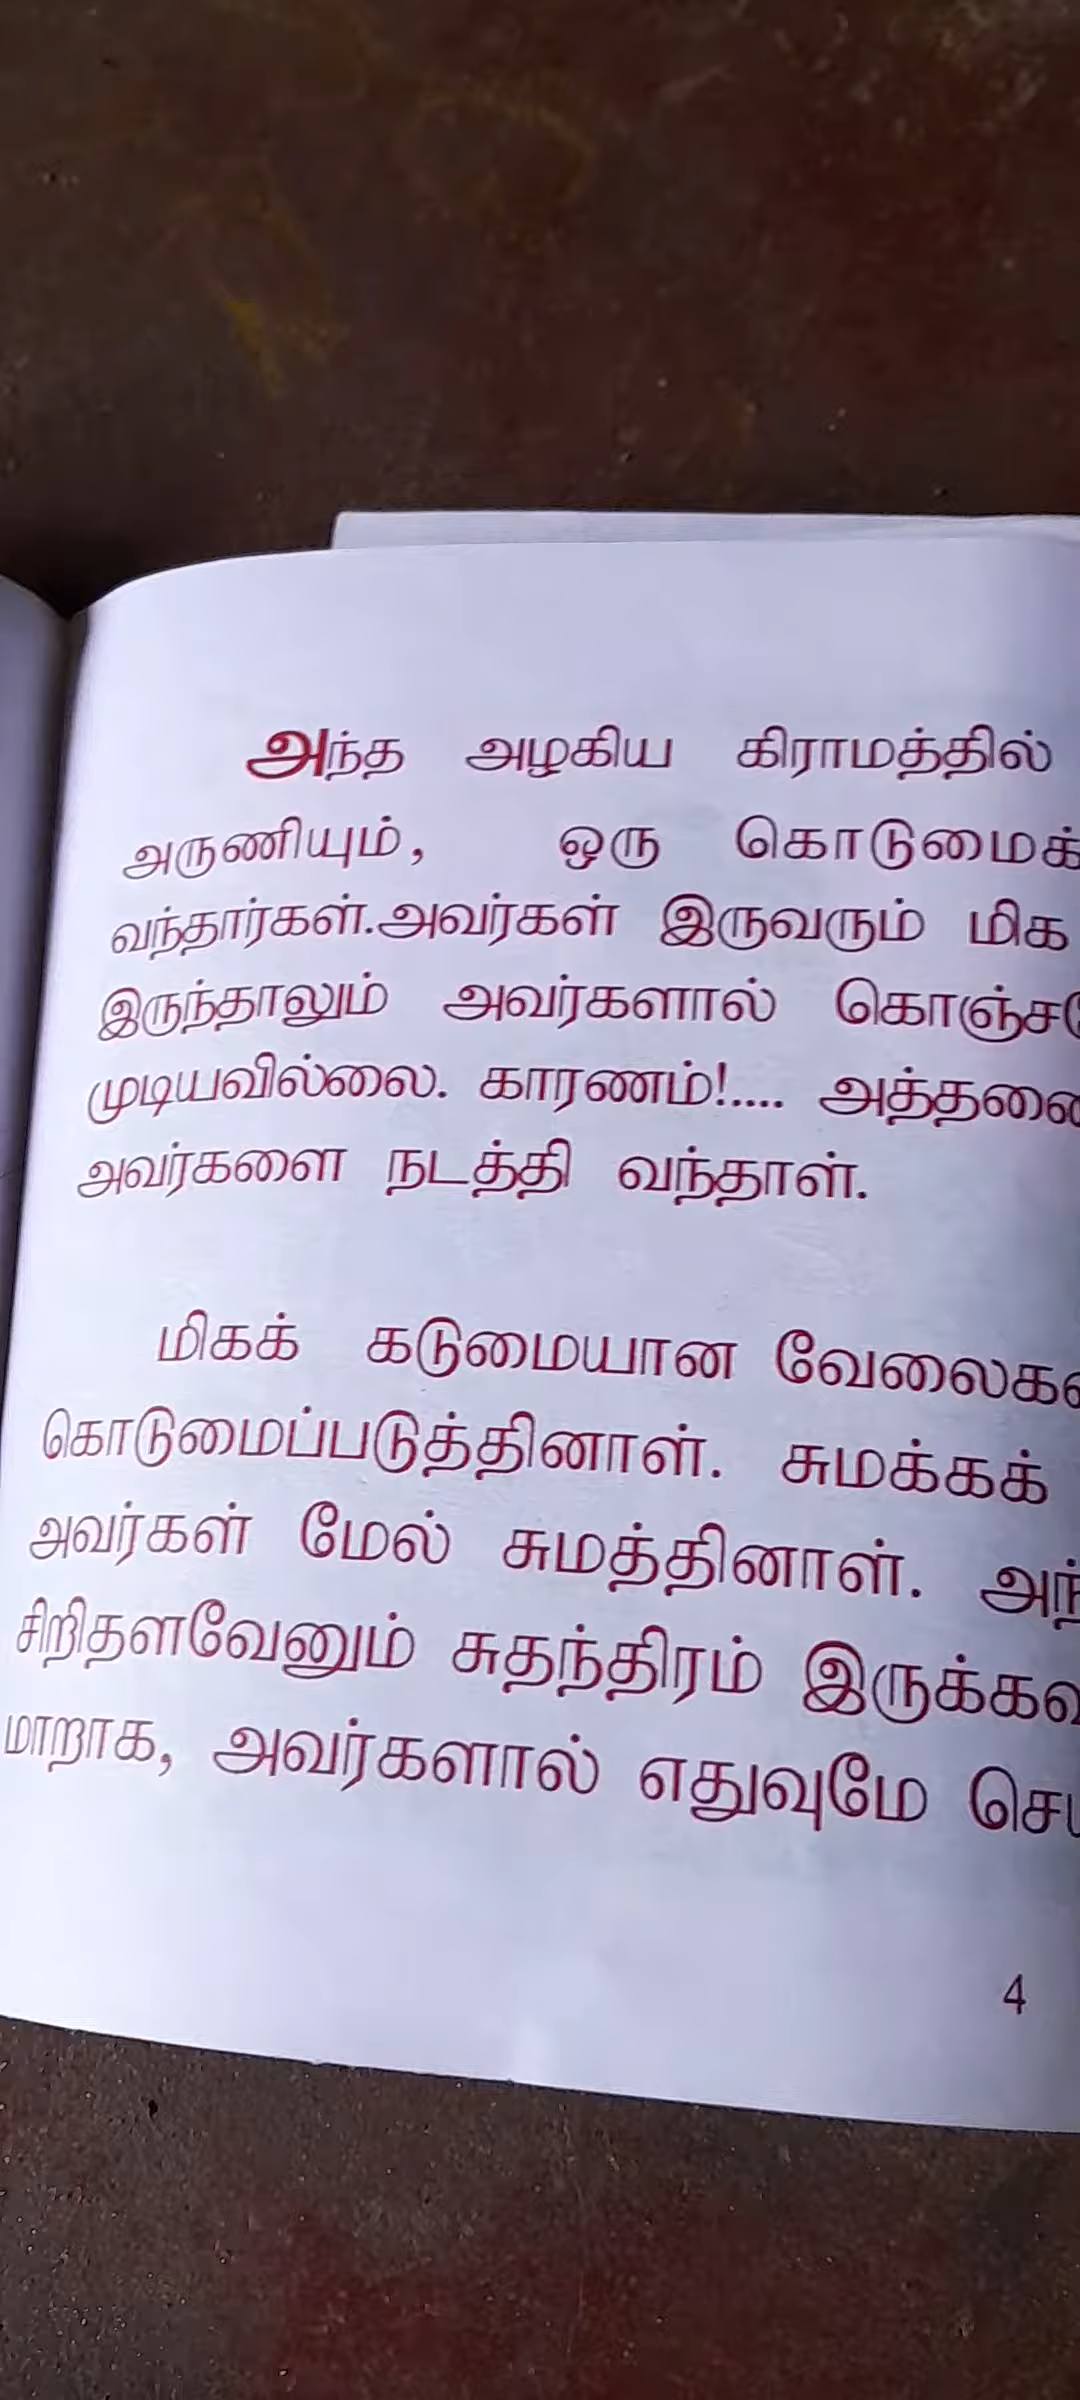 அந்த அழகிய கிராமத்தில்
அருணியும், ஒரு கொடுமைக்
வந்தார்கள்.அவர்கள் இருவரும் மிக
இருந்தாலும் அவர்களால்
முடியவில்லை. காரணம்!.... அத்தனை
அவர்களை நடத்தி வந்தாள்.
மிகக் கடுமையான
கொடுமைப்படுத்தினாள். சுமக்கக்
அவர்கள் மேல் சுமத்தினாள்.
சிறிதளவேனும் சுதந்திரம்
மாறாக, அவர்களால் எதுவுமே
4